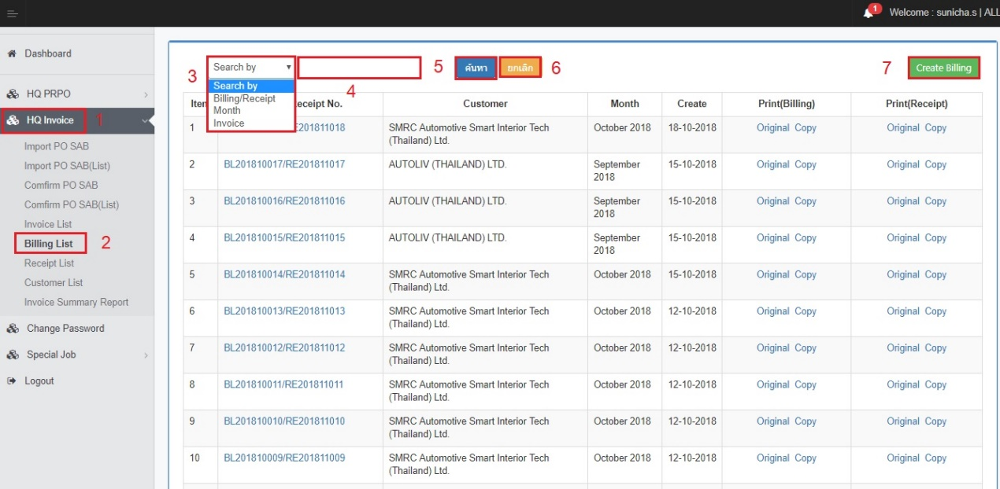 1
Welcome : sunicha.s | ALL
Dashboard
HQ PRPO
HQ Invoice 1
Import PO SAB
Import PO SAB(List)
Comfirm PO SAB
Comfirm PO SAB(List)
Invoice List
Billing List 2
Receipt List
Customer List
Invoice Summary Report
Change Password
Special Job
Logout
3 Search by 4 5 ค้นหา ยกเลิก 6 7 Create Billing
Search by
Billing/Receipt
Month
Invoice
Item Receipt No. Customer Month Create Print(Billing) Print(Receipt)
1 RE201811018 SMRC Automotive Smart Interior Tech (Thailand) Ltd. October 2018 18-10-2018 Original Copy Original Copy
2 BL201810017/RE201811017 AUTOLIV (THAILAND) LTD. September 2018 15-10-2018 Original Copy Original Copy
3 BL201810016/RE201811016 AUTOLIV (THAILAND) LTD. September 2018 15-10-2018 Original Copy Original Copy
4 BL201810015/RE201811015 AUTOLIV (THAILAND) LTD. September 2018 15-10-2018 Original Copy Original Copy
5 BL201810014/RE201811014 SMRC Automotive Smart Interior Tech (Thailand) Ltd. October 2018 15-10-2018 Original Copy Original Copy
6 BL201810013/RE201811013 SMRC Automotive Smart Interior Tech (Thailand) Ltd. October 2018 12-10-2018 Original Copy Original Copy
7 BL201810012/RE201811012 SMRC Automotive Smart Interior Tech (Thailand) Ltd. October 2018 12-10-2018 Original Copy Original Copy
8 BL201810011/RE201811011 SMRC Automotive Smart Interior Tech (Thailand) Ltd. October 2018 12-10-2018 Original Copy Original Copy
9 BL201810010/RE201811010 SMRC Automotive Smart Interior Tech (Thailand) Ltd. October 2018 12-10-2018 Original Copy Original Copy
10 BL201810009/RE201811009 SMRC Automotive Smart Interior Tech (Thailand) Ltd. October 2018 12-10-2018 Original Copy Original Copy